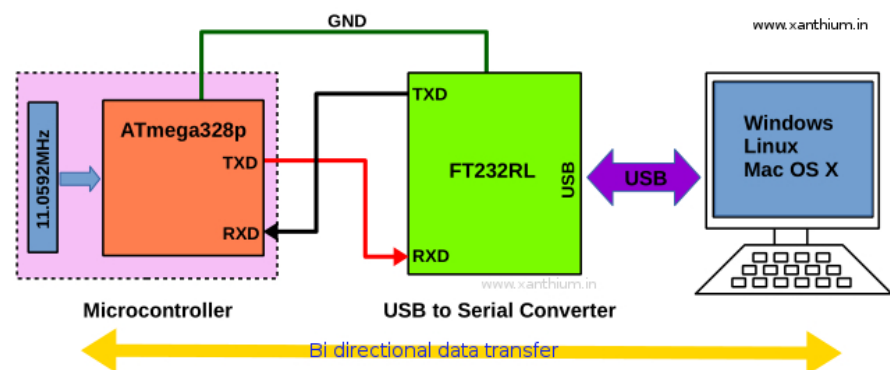 GND
www.xanthium.in
11.0592MHz
ATmega328p
TXD
RXD
TXD
FT232RL
USB
RXD
USB
Windows
Linux
Mac OS X
www.xanthium.in
Microcontroller
USB to Serial Converter
Bi directional data transfer